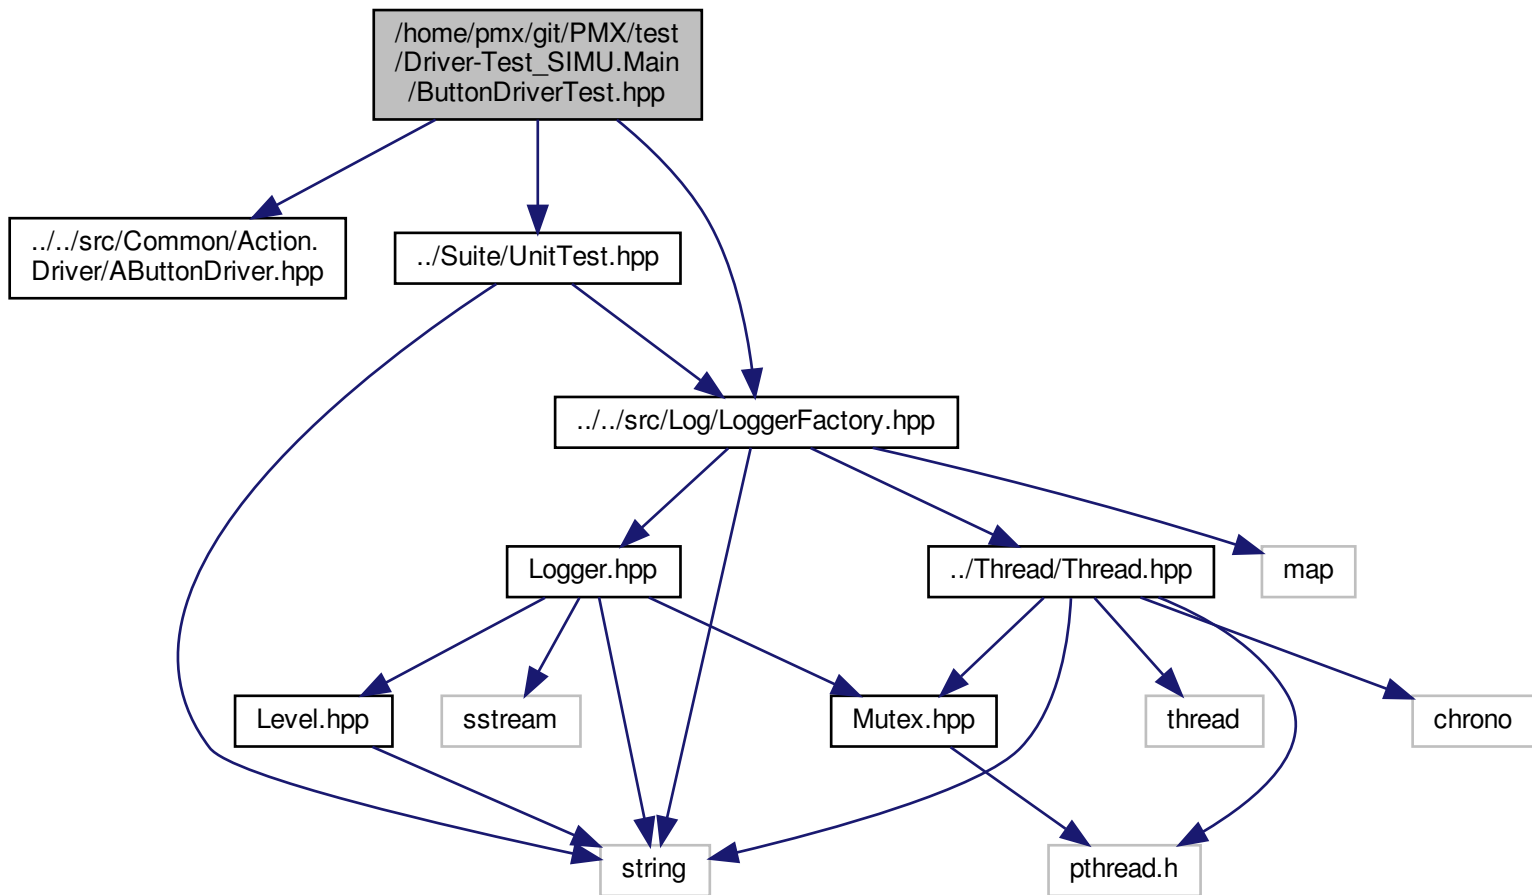 /home/pmx/git/PMX/test
/Driver-Test_SIMU.Main
/ButtonDriverTest.hpp
../../src/Common/Action.
Driver/AButtonDriver.hpp
../Suite/UnitTest.hpp
../../src/Log/LoggerFactory.hpp
Logger.hpp
../Thread/Thread.hpp
map
Level.hpp
sstream
Mutex.hpp
thread
chrono
string
pthread.h